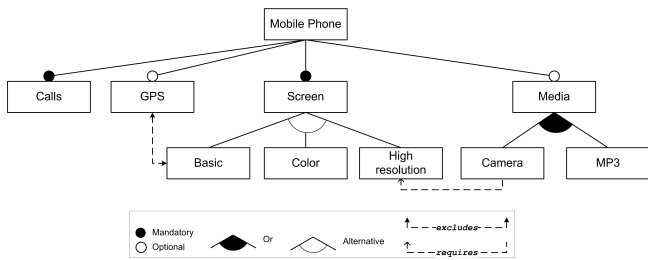 Mobile Phone
Calls
GPS
Screen
Media
Basic
Color
High
resolution
Camera
MP3
Mandatory
Optional
Or
Alternative
excludes
requires